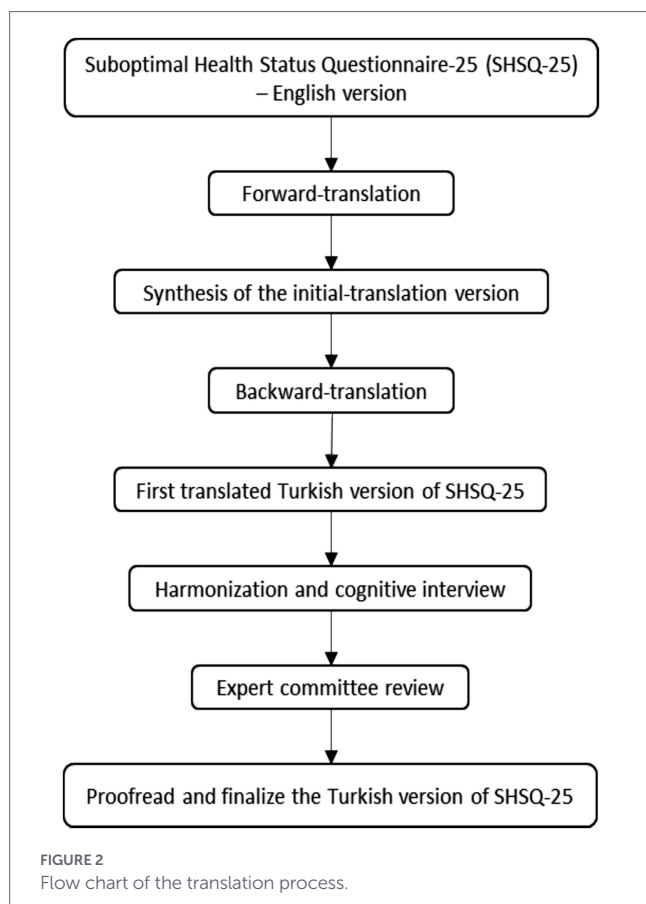 Suboptimal Health Status Questionnaire-25 (SHSQ-25)
– English version
Forward-translation
Synthesis of the initial-translation version
Backward-translation
First translated Turkish version of SHSQ-25
Harmonization and cognitive interview
Expert committee review
Proofread and finalize the Turkish version of SHSQ-25
FIGURE 2
Flow chart of the translation process.